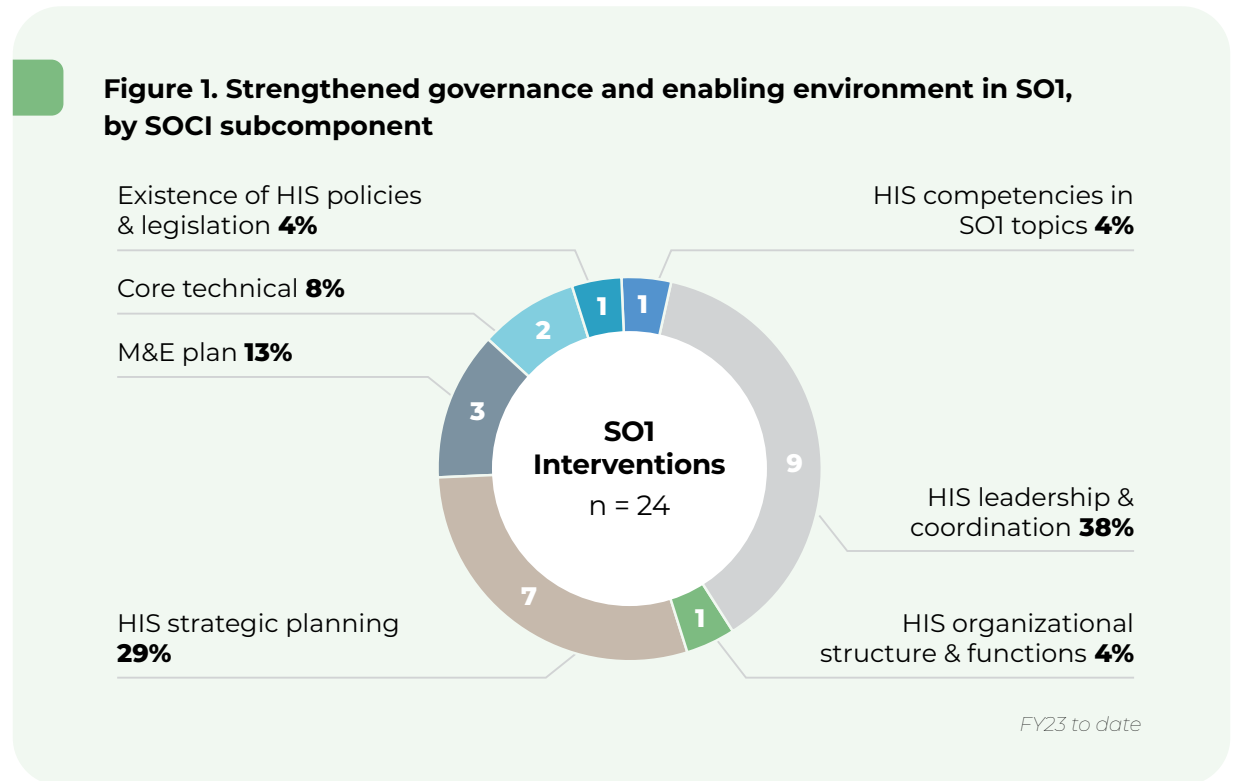 Figure 1. Strengthened governance and enabling environment in SO1,
by SOCI subcomponent
Existence of HIS policies
& legislation 4%
HIS competencies in
SO1 topics 4%
Core technical 8%
M&E plan 13%
1
1
2
3
9
7
1
SO1
Interventions
n = 24
HIS leadership &
coordination 38%
HIS strategic planning
29%
HIS organizational
structure & functions 4%
FY23 to date